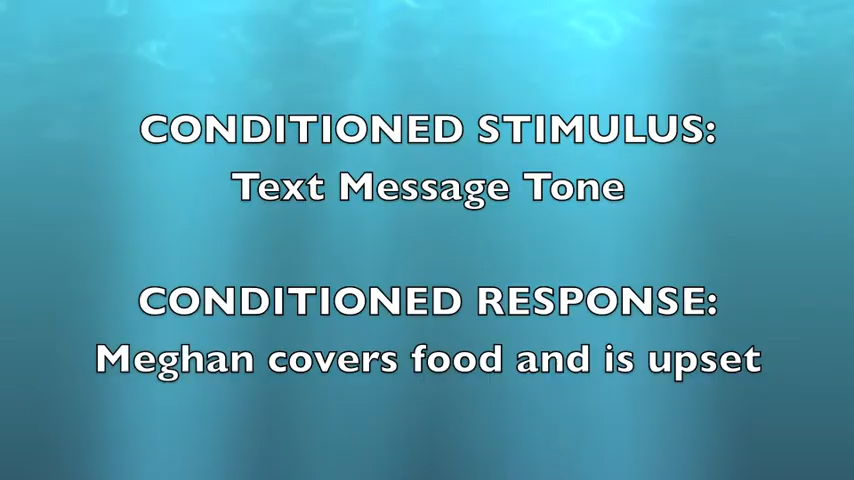 CONDITIONED STIMULUS:
Text Message Tone
CONDITIONED RESPONSE:
Meghan covers food and is upset